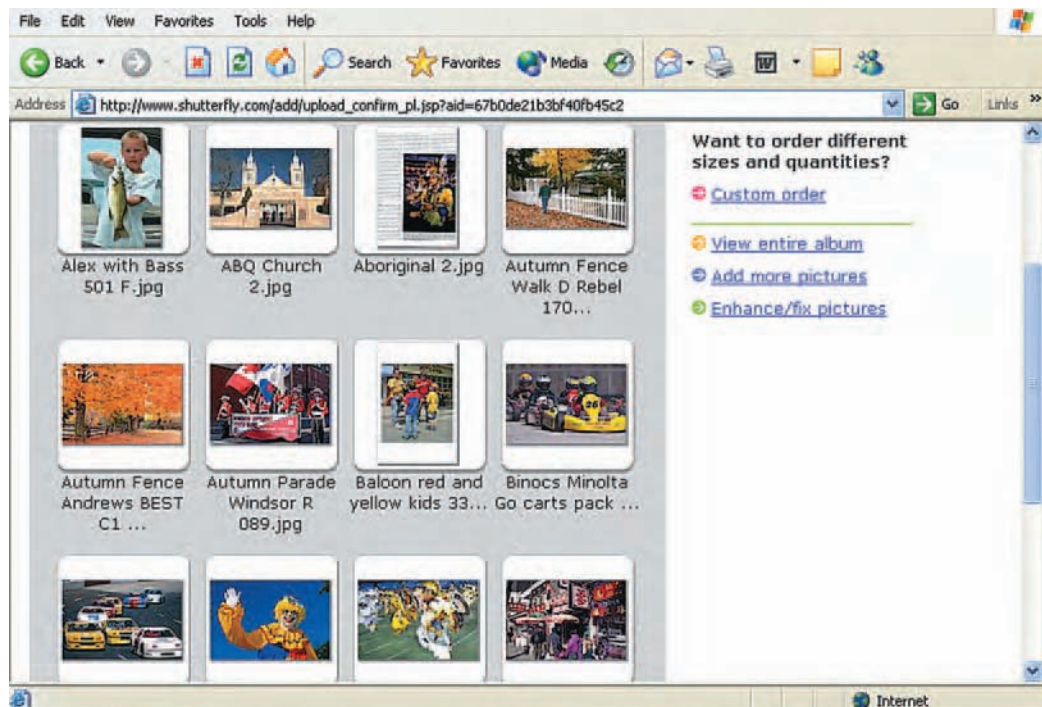 File Edit View Favorites Tools Help
Back Search Favorites Media
Address http://www.shutterfly.com/add/upload_confirm_pl.jsp?aid=67b0de21b3bf40fb45c2 Go Links »
Want to order different
sizes and quantities?
Custom order
View entire album
Add more pictures
Enhance/fix pictures
Alex with Bass
501 F.jpg
ABQ Church
2.jpg
Aboriginal 2.jpg
Autumn Fence
Walk D Rebel
170...
Autumn Fence
Andrews BEST
C1 ...
Autumn Parade
Windsor R
089.jpg
Baloon red and
yellow kids 33...
Binocs Minolta
Go carts pack ...
Internet